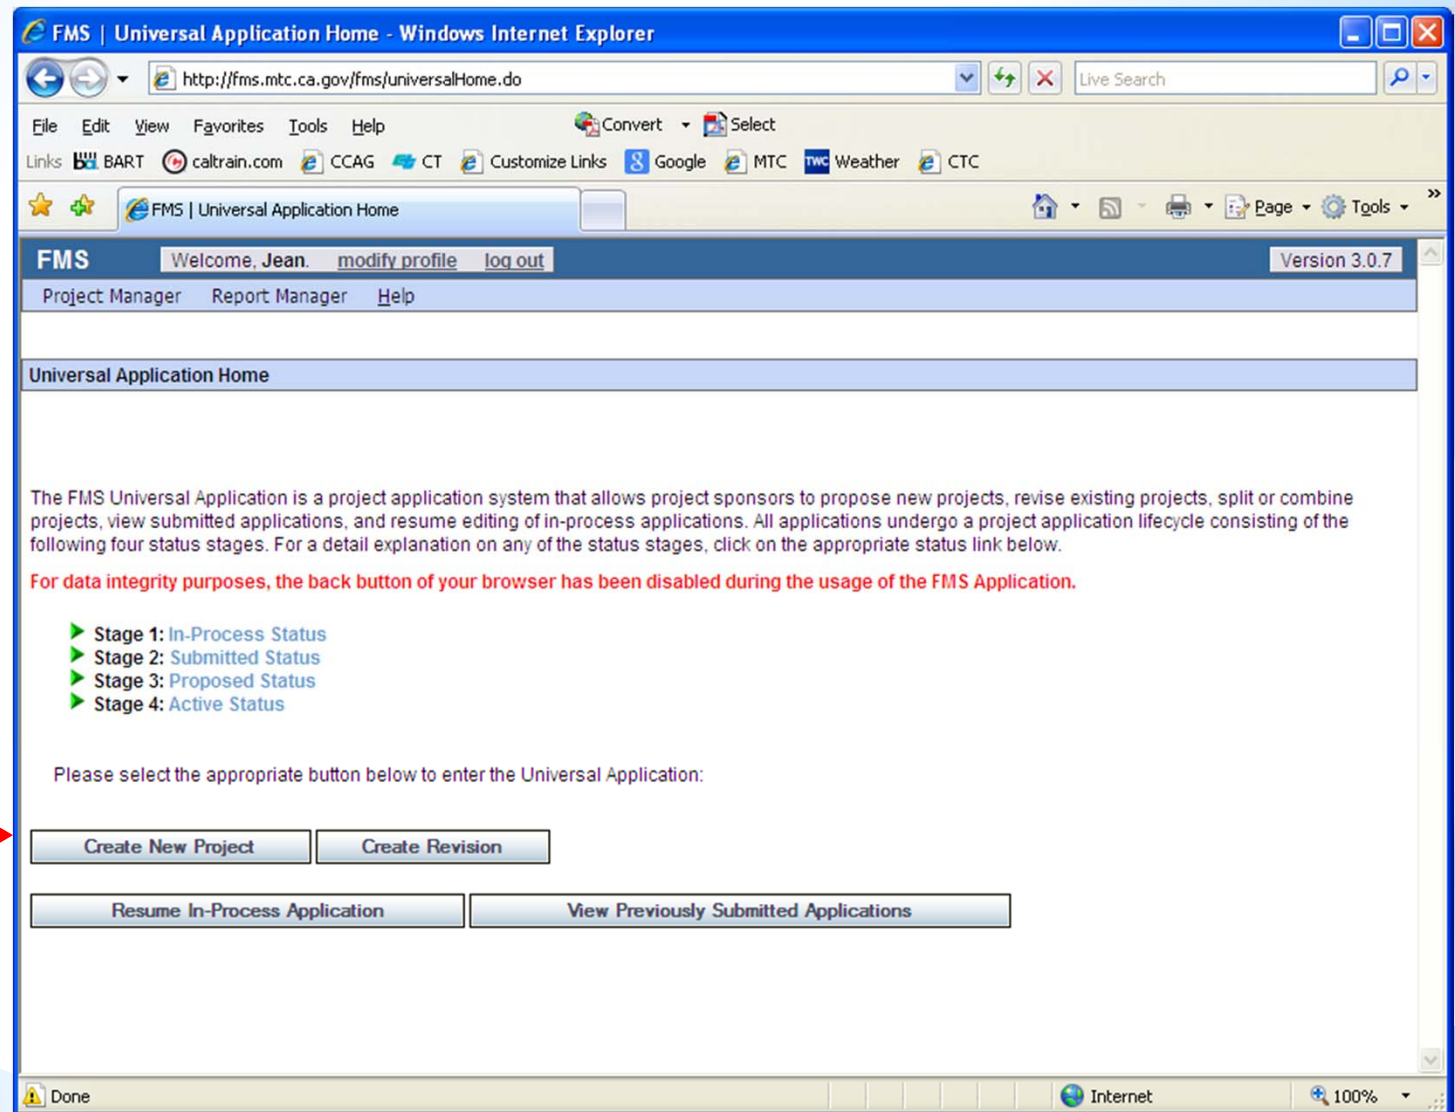 FMS | Universal Application Home - Windows Internet Explorer
http://fms.mtc.ca.gov/fms/universalHome.do
Live Search
File Edit View Favorites Tools Help Convert Select
Links BART caltrain.com CCAG CT Customize Links Google MTC TWC Weather CTC
FMS | Universal Application Home Page Tools
FMS Welcome, Jean. modify profile log out Version 3.0.7
Project Manager Report Manager Help
Universal Application Home
The FMS Universal Application is a project application system that allows project sponsors to propose new projects, revise existing projects, split or combine
projects, view submitted applications, and resume editing of in-process applications. All applications undergo a project application lifecycle consisting of the
following four status stages. For a detail explanation on any of the status stages, click on the appropriate status link below.
For data integrity purposes, the back button of your browser has been disabled during the usage of the FMS Application.
Stage 1: In-Process Status
Stage 2: Submitted Status
Stage 3: Proposed Status
Stage 4: Active Status
Please select the appropriate button below to enter the Universal Application:
Create New Project Create Revision
Resume In-Process Application View Previously Submitted Applications
Done Internet 100%